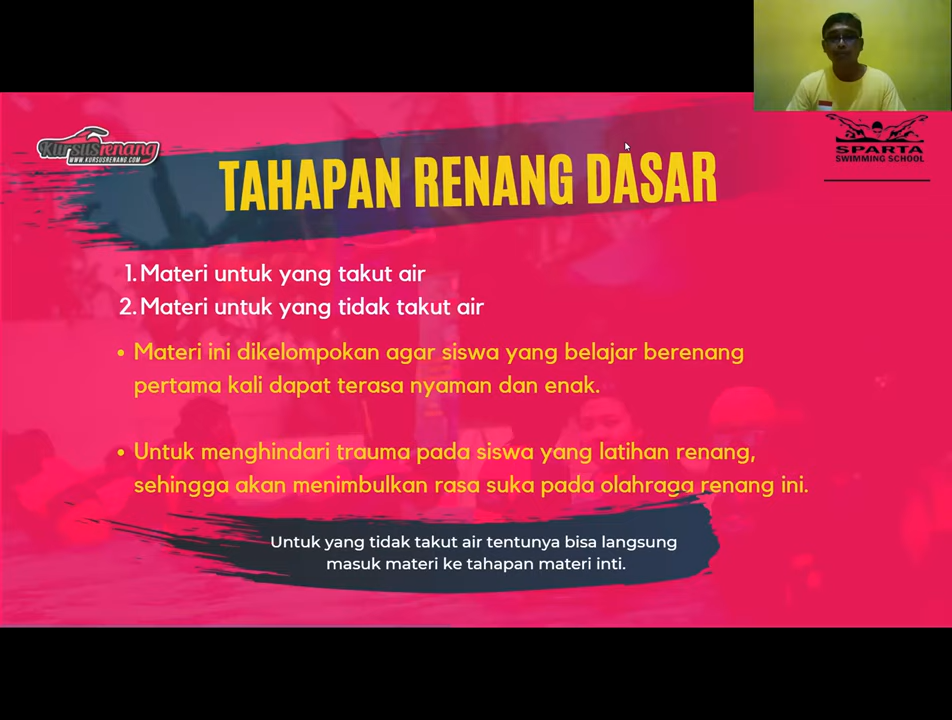 Kursusrenang
WWW.KURSUSRENANG.COM
SPARTA
SWIMMING SCHOOL
TAHAPAN RENANG DASAR
1. Materi untuk yang takut air
2. Materi untuk yang tidak takut air
• Materi ini dikelompokan agar siswa yang belajar berenang
pertama kali dapat terasa nyaman dan enak.
• Untuk menghindari trauma pada siswa yang latihan renang,
sehingga akan menimbulkan rasa suka pada olahraga renang ini.
Untuk yang tidak takut air tentunya bisa langsung
masuk materi ke tahapan materi inti.